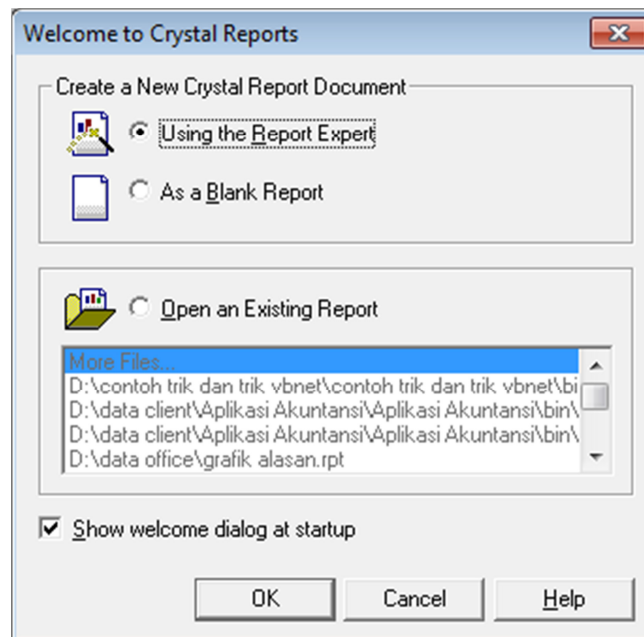 Welcome to Crystal Reports
Create a New Crystal Report Document
Using the Report Expert
As a Blank Report
Open an Existing Report
More Files...
D:\contoh trik dan trik vbnet\contoh trik dan trik vbnet\bi
D:\data client\Aplikasi Akuntansi\Aplikasi Akuntansi\bin\
D:\data client\Aplikasi Akuntansi\Aplikasi Akuntansi\bin\
D:\data office\grafik alasan.rpt
Show welcome dialog at startup
OK Cancel Help